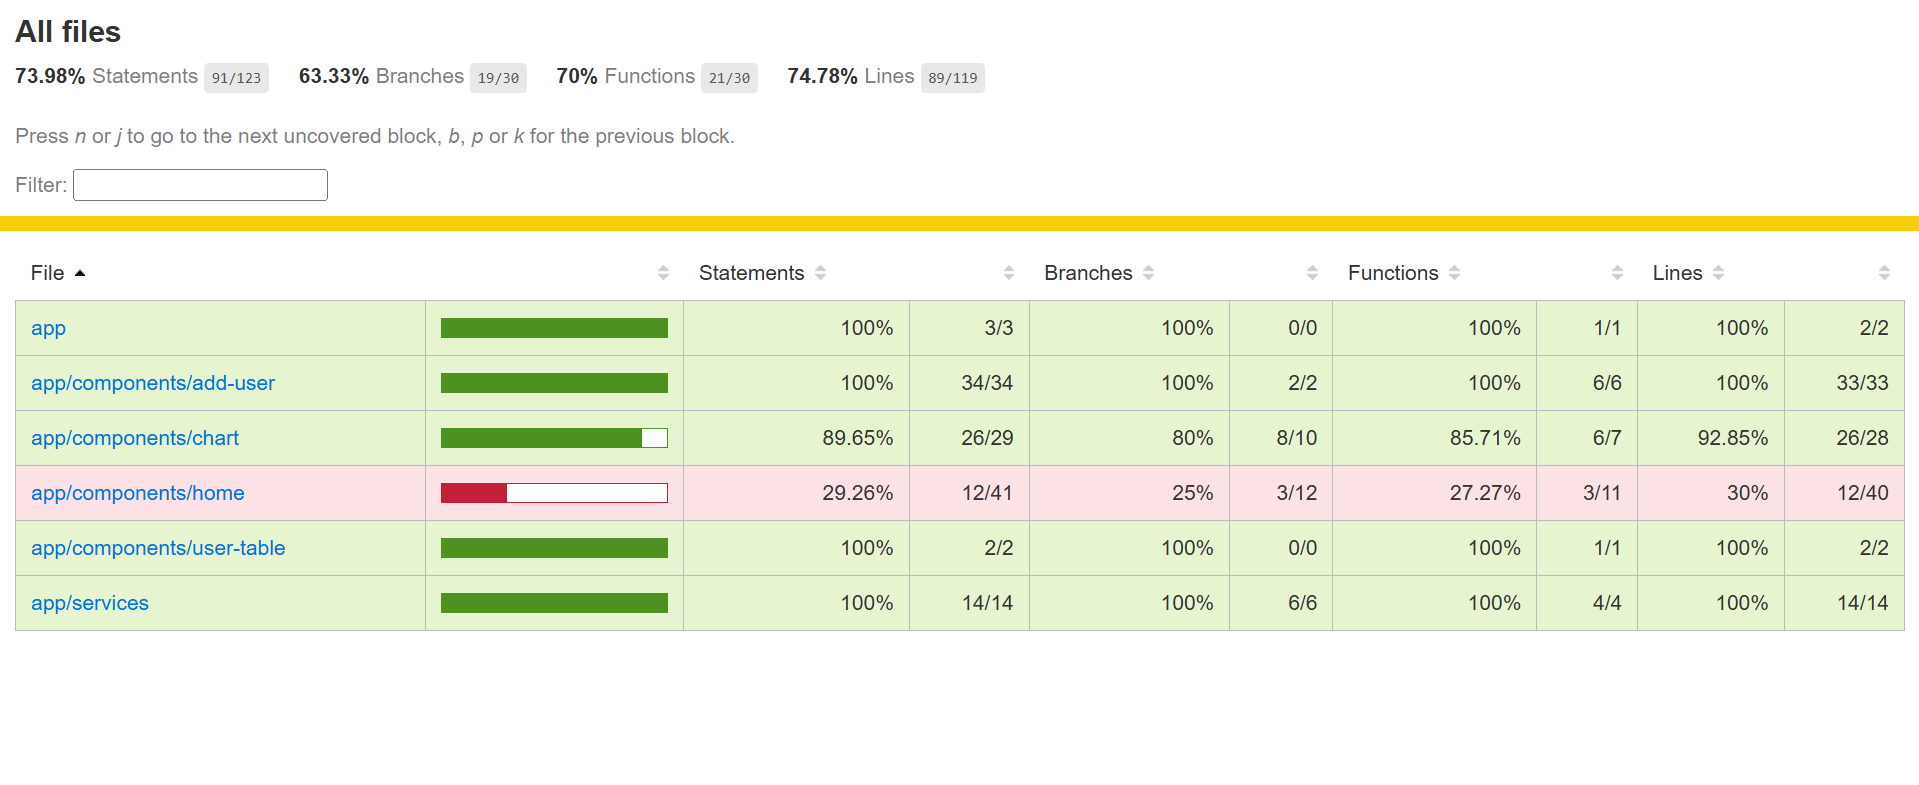 All files
73.98% Statements 91/123 63.33% Branches 19/30 70% Functions 21/30 74.78% Lines 89/119
Press n or j to go to the next uncovered block, b, p or k for the previous block.
Filter:
File Statements Branches Functions Lines
app 100% 3/3 100% 0/0 100% 1/1 100% 2/2
app/components/add-user 100% 34/34 100% 2/2 100% 6/6 100% 33/33
app/components/chart 89.65% 26/29 80% 8/10 85.71% 6/7 92.85% 26/28
app/components/home 29.26% 12/41 25% 3/12 27.27% 3/11 30% 12/40
app/components/user-table 100% 2/2 100% 0/0 100% 1/1 100% 2/2
app/services 100% 14/14 100% 6/6 100% 4/4 100% 14/14